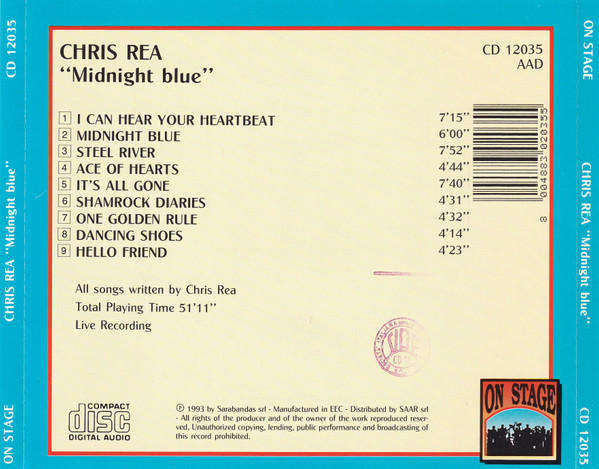 CD 12035
CHRIS REA "Midnight blue"
ON STAGE
CHRIS REA
"Midnight blue"
CD 12035
AAD
1 I CAN HEAR YOUR HEARTBEAT 7'15"
2 MIDNIGHT BLUE 6'00"
3 STEEL RIVER 7'52"
4 ACE OF HEARTS 4'44"
5 IT'S ALL GONE 7'40"
6 SHAMROCK DIARIES 4'31"
7 ONE GOLDEN RULE 4'32"
8 DANCING SHOES 4'14"
9 HELLO FRIEND 4'23"
8 004883 020355
All songs written by Chris Rea
Total Playing Time 51'11"
Live Recording
COMPACT
disc
DIGITAL AUDIO
℗ 1993 by Sarabandas srl - Manufactured in EEC - Distributed by SAAR srl
- All rights of the producer and of the owner of the work reproduced reser-
ved. Unauthorized copying, lending, public performance and broadcasting of
this record prohibited.
ON STAGE
ON STAGE
CHRIS REA "Midnight blue"
CD 12035